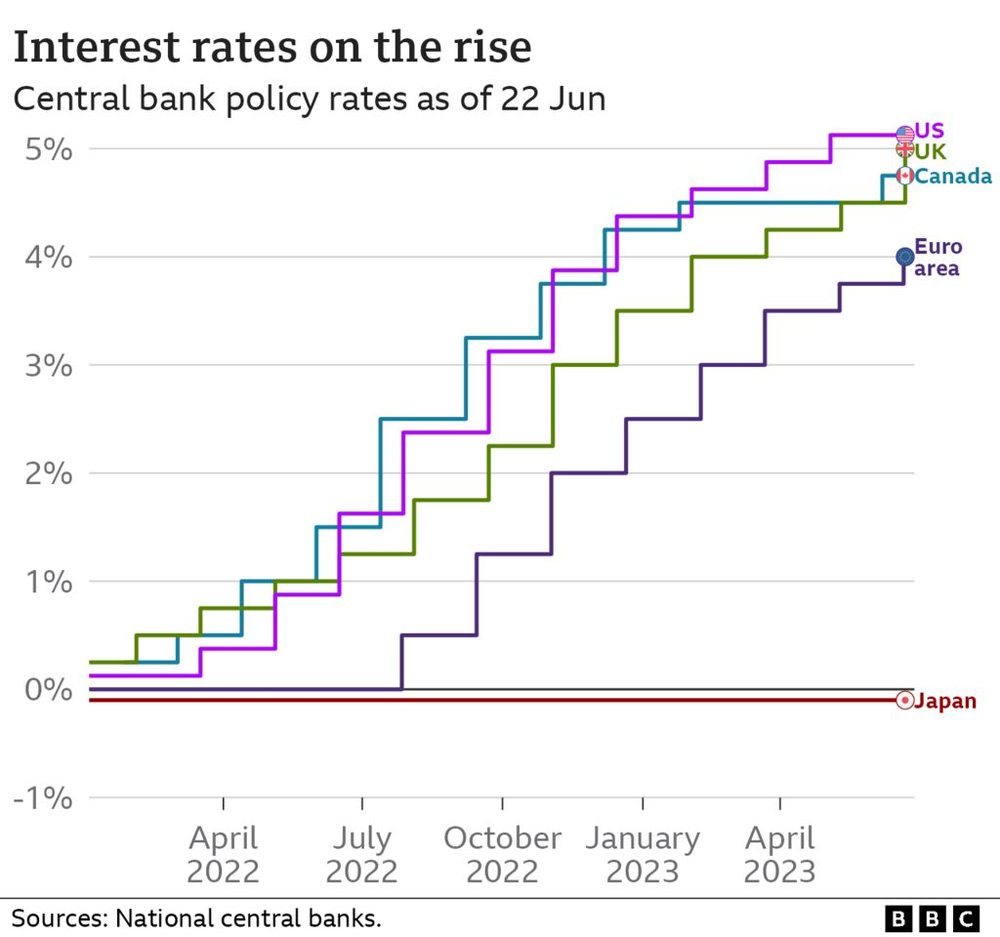 Interest rates on the rise
Central bank policy rates as of 22 Jun
5%
4%
3%
2%
1%
0%
-1%
US
UK
Canada
Euro
area
Japan
April
2022
July
2022
October
2022
January
2023
April
2023
Sources: National central banks.
BBC